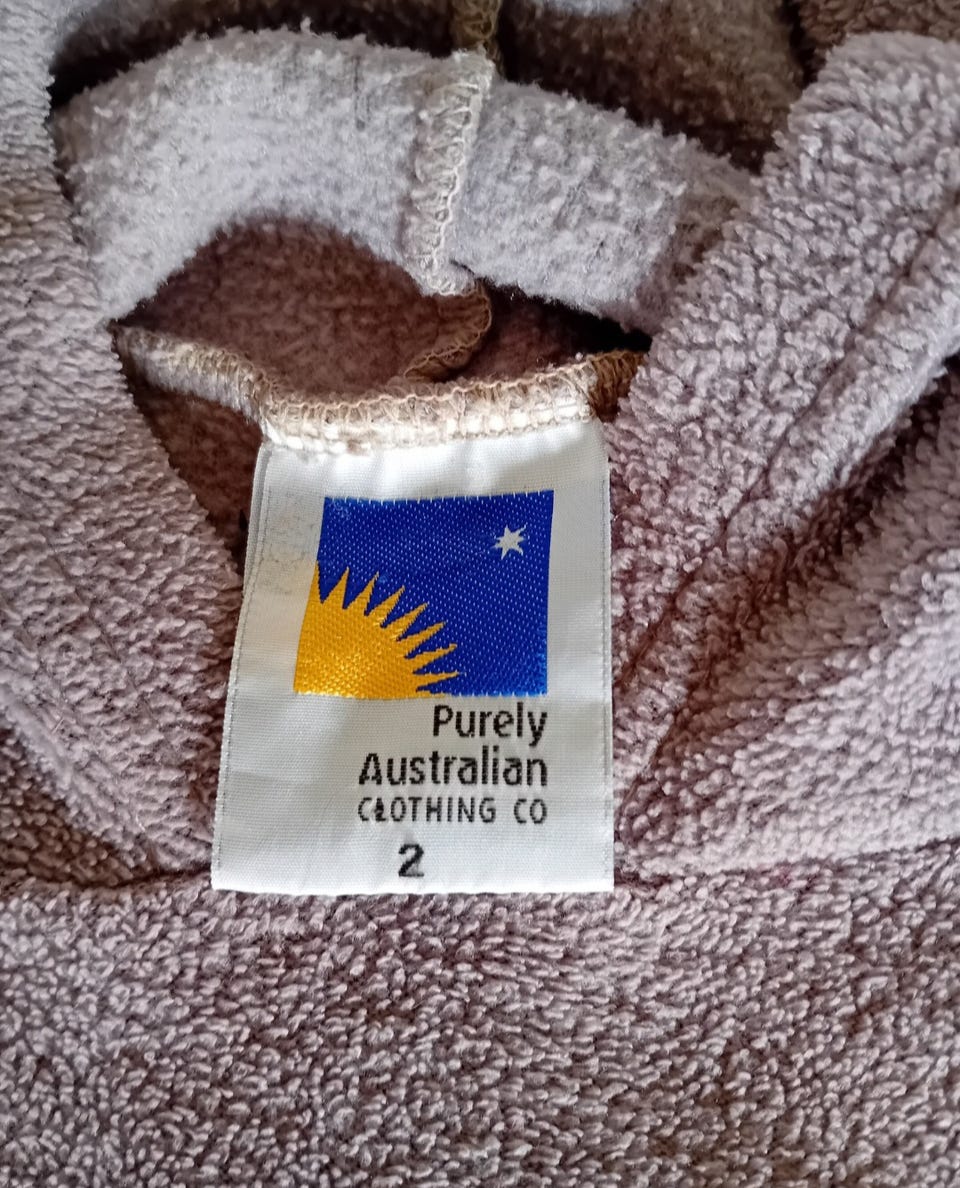 Purely
Australian
CLOTHING CO
2